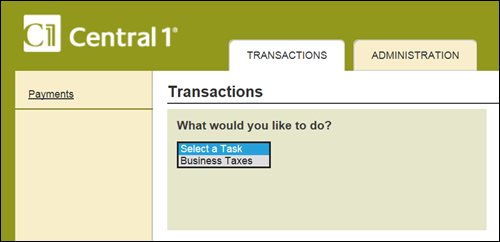 C1 Central 1®
TRANSACTIONS ADMINISTRATION
Payments
Transactions
What would you like to do?
Select a Task
Business Taxes